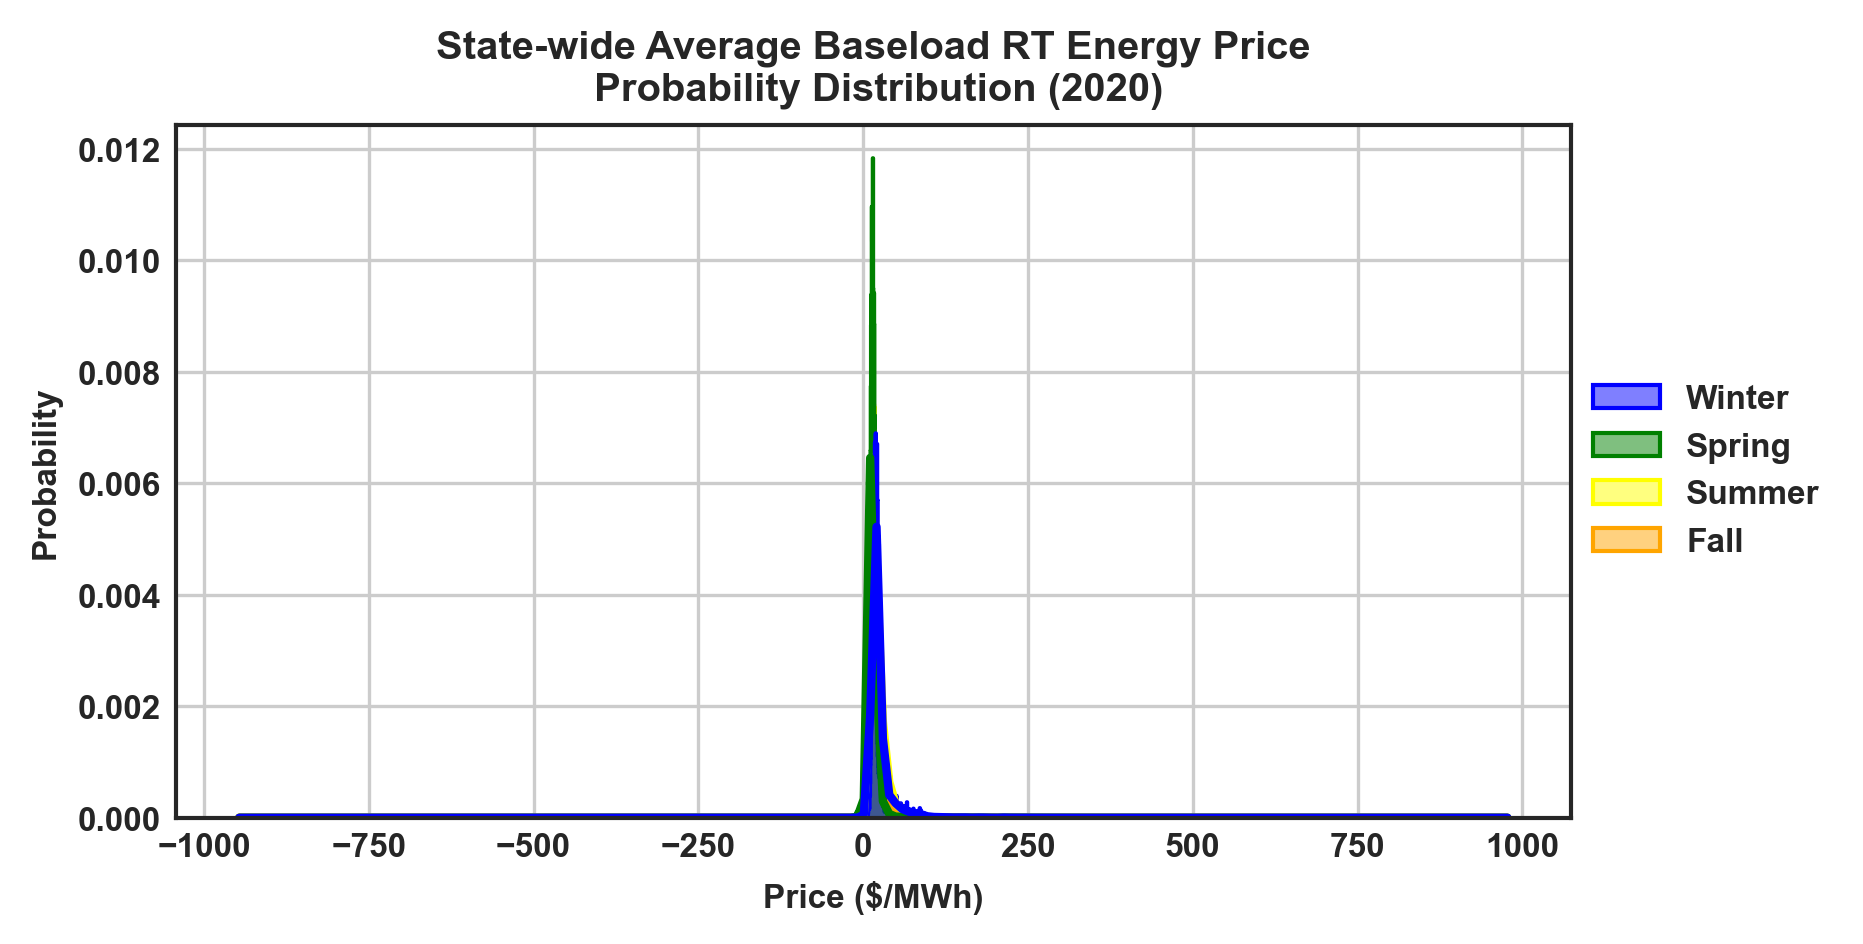 State-wide Average Baseload RT Energy Price
Probability Distribution (2020)
0.012
0.010
0.008
0.006
0.004
0.002
0.000
Probability
−1000
−750
−500
−250
0
250
500
750
1000
Price ($/MWh)
Winter
Spring
Summer
Fall